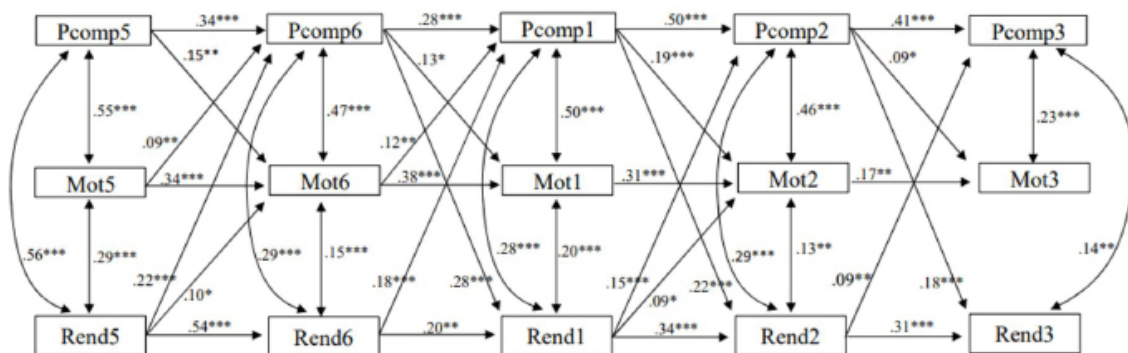 .34*** .28*** .50*** .41***
Pcomp5 Pcomp6 Pcomp1 Pcomp2 Pcomp3
.15** .13* .19*** .09*
.55*** .47*** .50*** .46*** .23***
.09** .12**
.34*** .38*** .31*** .17**
Mot5 Mot6 Mot1 Mot2 Mot3
.56*** .29*** .29*** .15*** .28*** .20*** .29*** .13** .14**
.22*** .18*** .28*** .15*** .22*** .09** .18***
.10* .09*
.54*** .20** .34*** .31***
Rend5 Rend6 Rend1 Rend2 Rend3